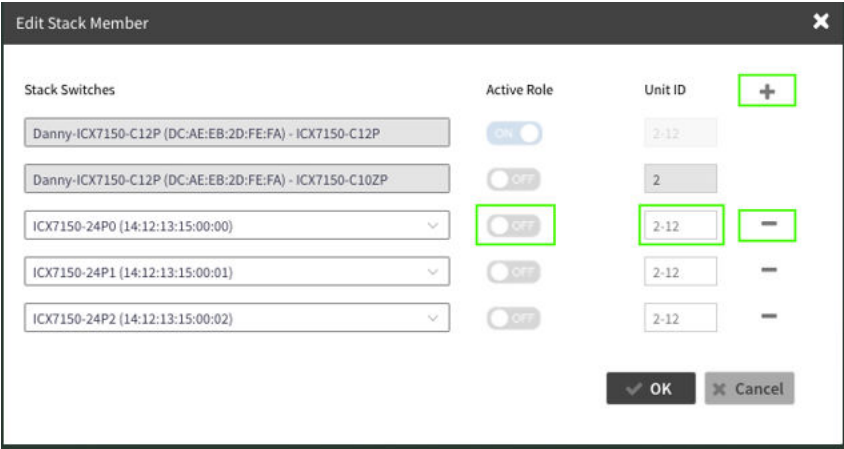 Edit Stack Member
Stack Switches Active Role Unit ID
Danny-ICX7150-C12P (DC:AE:EB:2D:FE:FA) - ICX7150-C12P ON 2-12
Danny-ICX7150-C12P (DC:AE:EB:2D:FE:FA) - ICX7150-C10ZP OFF 2
ICX7150-24P0 (14:12:13:15:00:00) OFF 2-12
ICX7150-24P1 (14:12:13:15:00:01) OFF 2-12
ICX7150-24P2 (14:12:13:15:00:02) OFF 2-12
OK Cancel